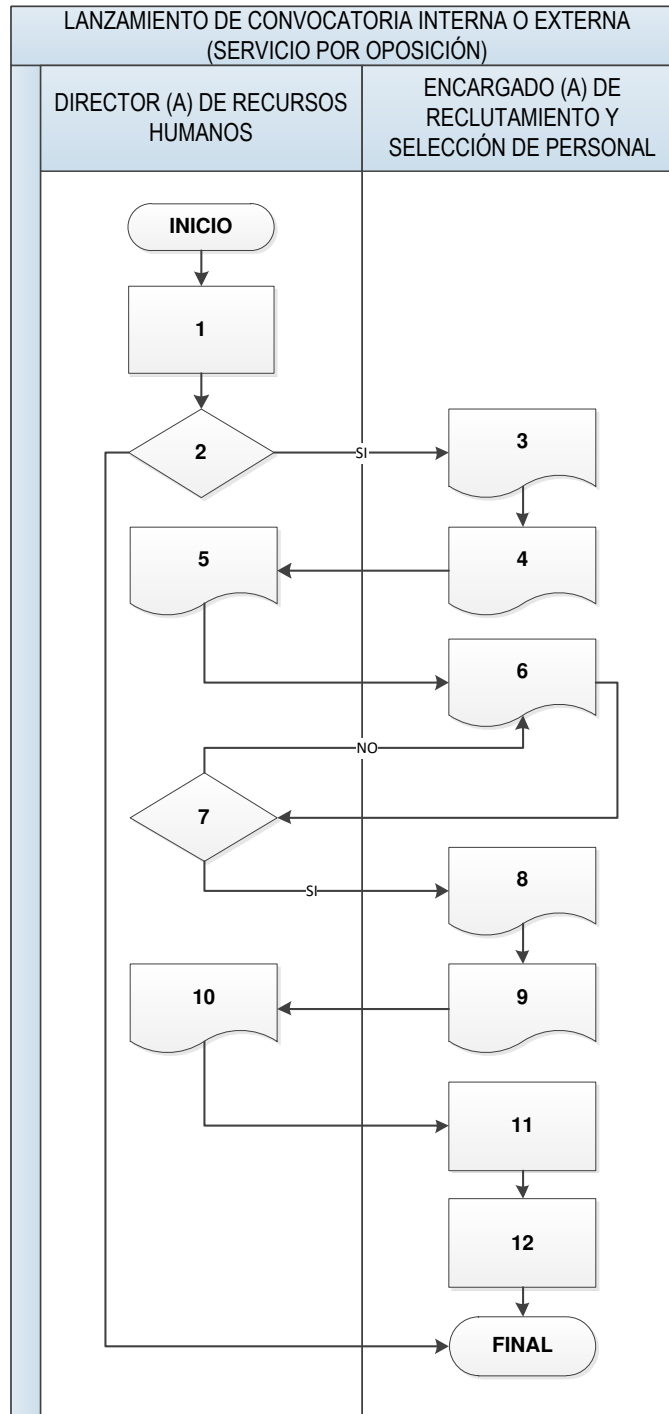 LANZAMIENTO DE CONVOCATORIA INTERNA O EXTERNA
(SERVICIO POR OPOSICIÓN)
DIRECTOR (A) DE RECURSOS
HUMANOS
ENCARGADO (A) DE
RECLUTAMIENTO Y
SELECCIÓN DE PERSONAL
INICIO
1
2
SI
3
5
4
6
NO
7
SI
8
10
9
11
12
FINAL